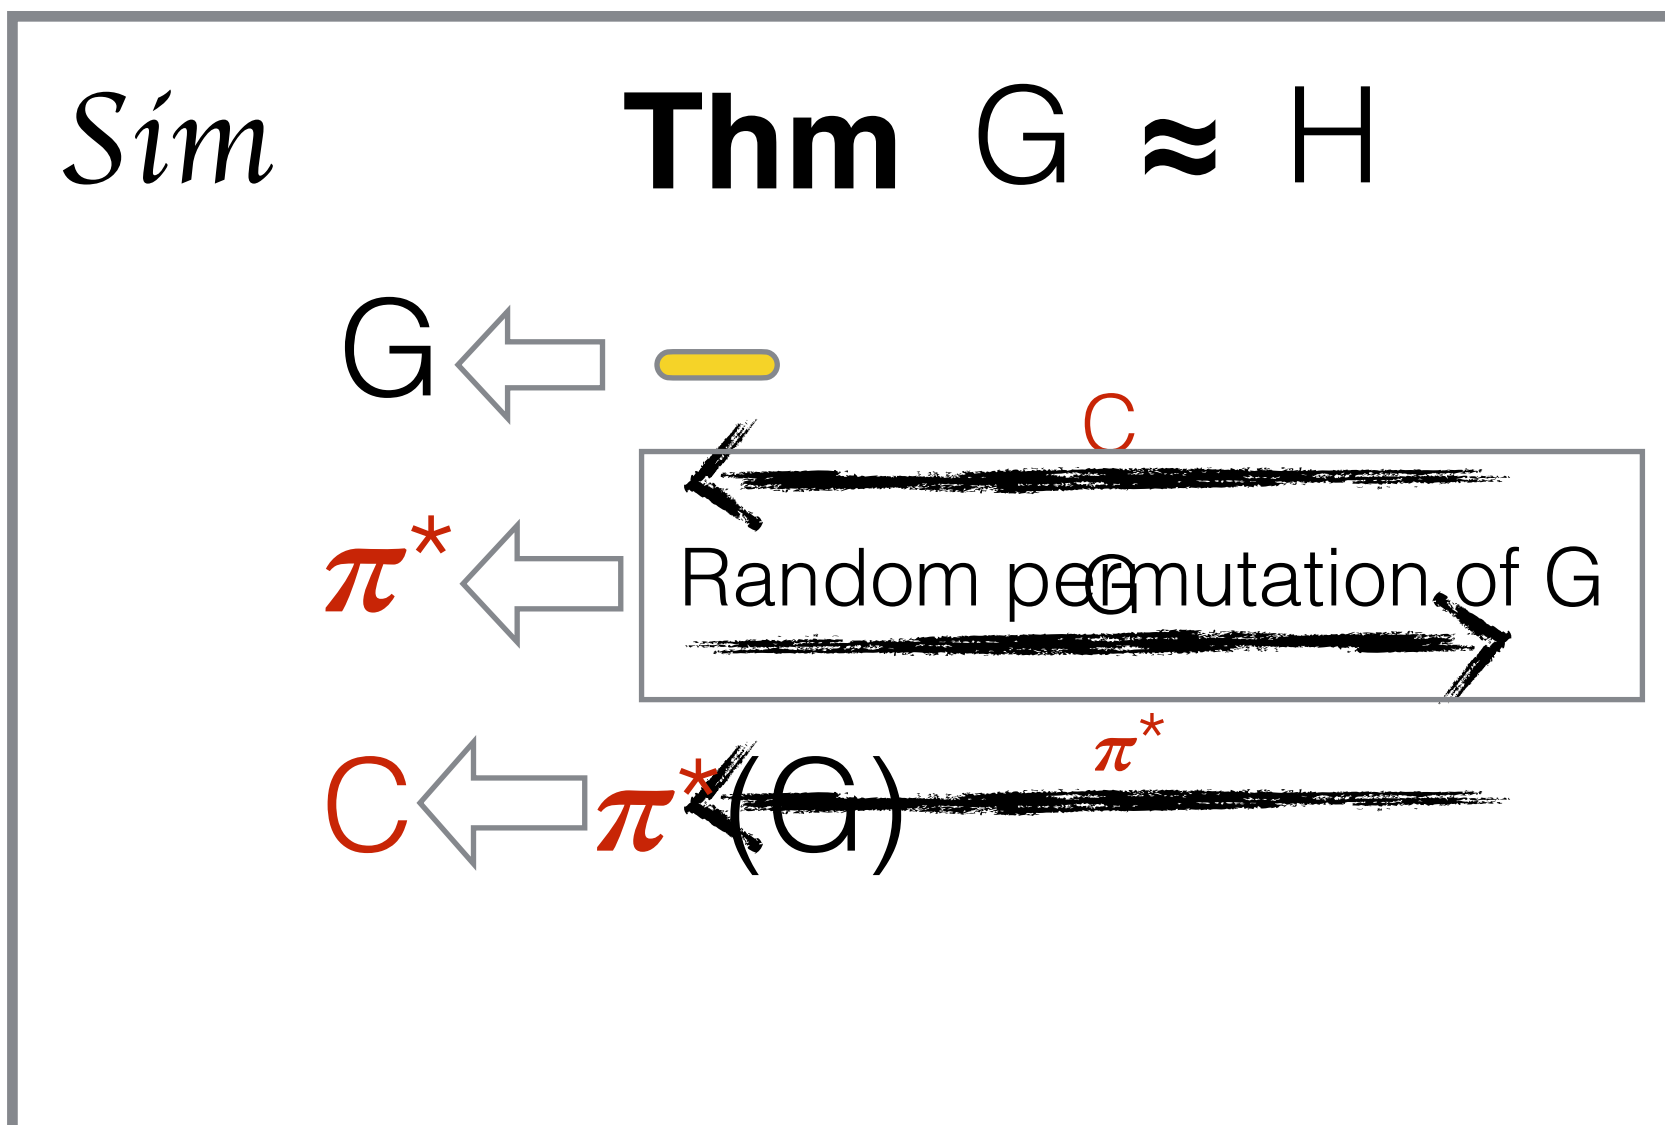 Sim
Thm G ≈ H
G
C
π*
Random permutation of G
G
π*
C
π*(G)